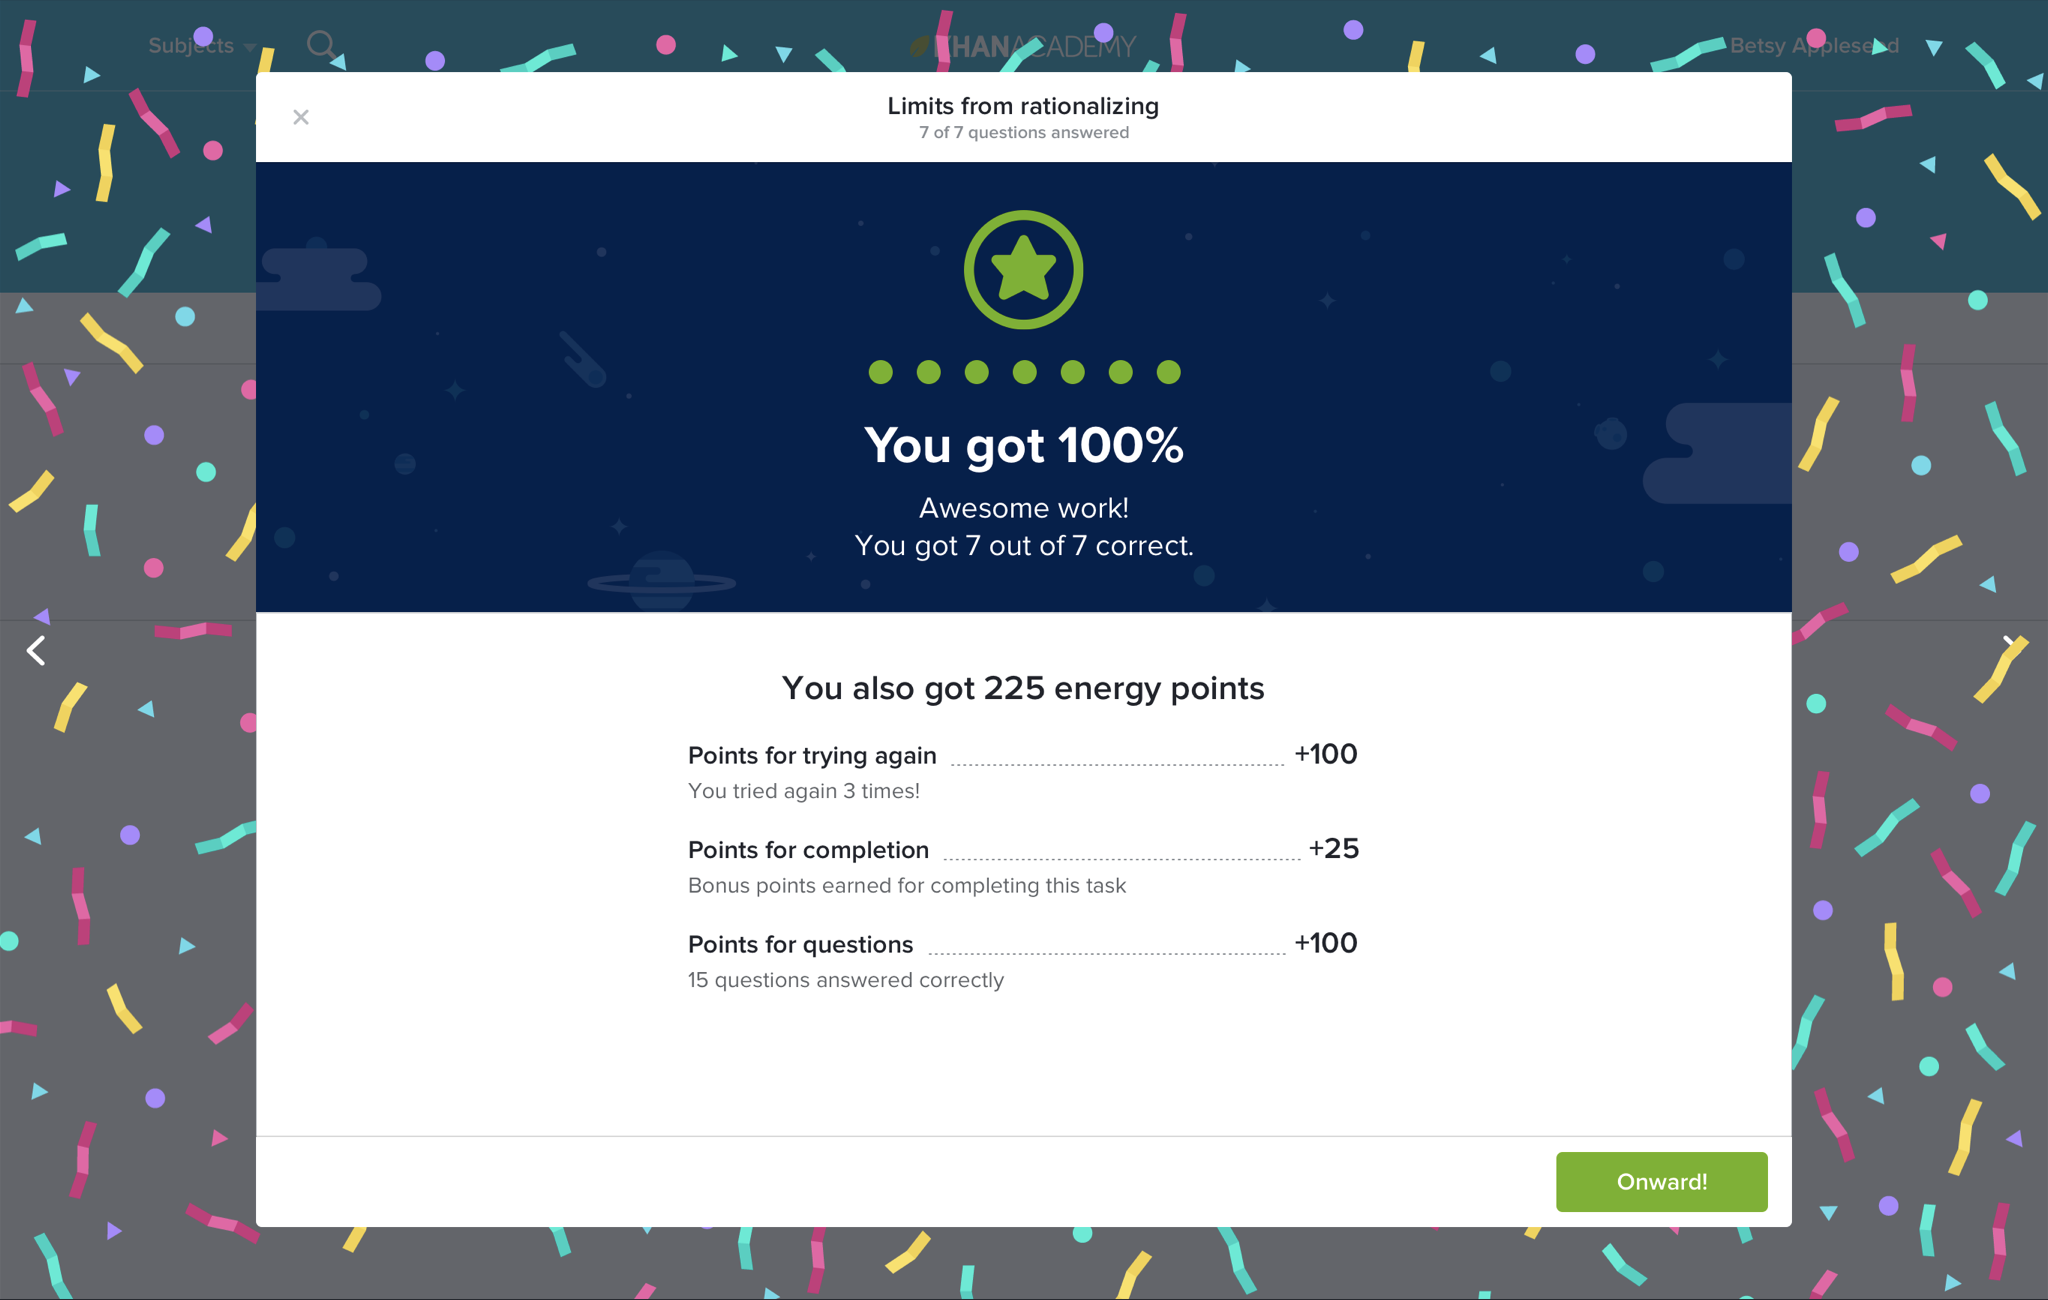 Subjects
KHANACADEMY
Betsy Appleseed
Limits from rationalizing
7 of 7 questions answered
You got 100%
Awesome work!
You got 7 out of 7 correct.
You also got 225 energy points
Points for trying again +100
You tried again 3 times!
Points for completion +25
Bonus points earned for completing this task
Points for questions +100
15 questions answered correctly
Onward!